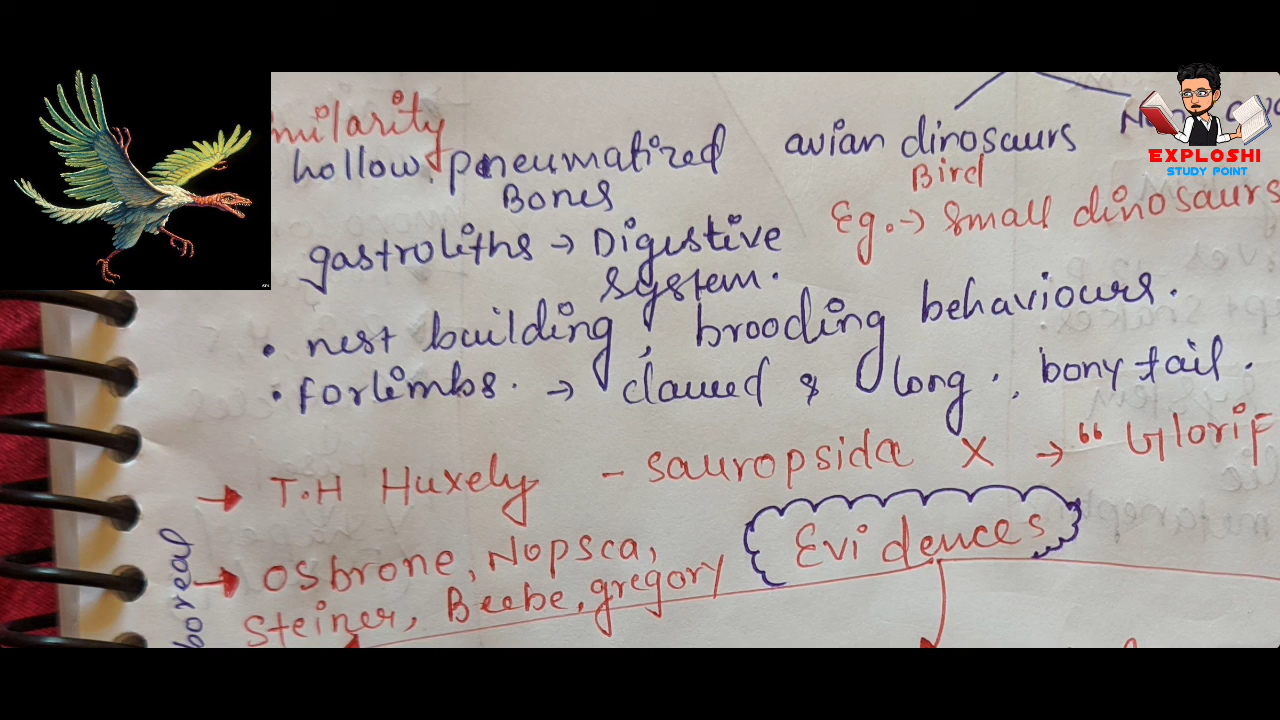 milarity
hollow, pneumatized
Bones
gastroliths → Digistive
system.
avian dinosaurs
Bird
Eg. → Small dinosaurs
• nest building, brooding behaviours.
• forlimbs. → clawed & long, bony tail.
→ T.H Huxely - sauropsida X → “ Glorif
→ Osbrone, Nopsca,
Steiner, Beebe, gregory
Evidences
boreal
EXPLOSHI
STUDY POINT